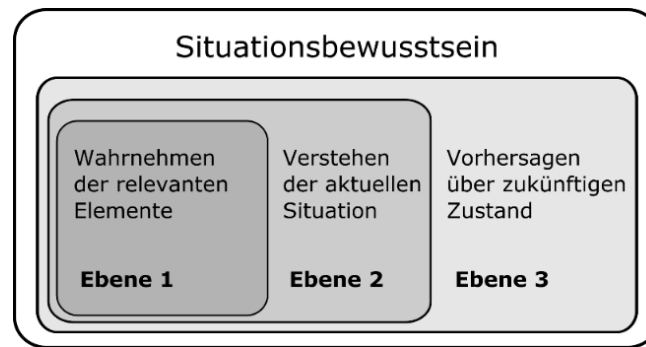 Situationsbewusstsein
Wahrnehmen
der relevanten
Elemente
Ebene 1
Verstehen
der aktuellen
Situation
Ebene 2
Vorhersagen
über zukünftigen
Zustand
Ebene 3